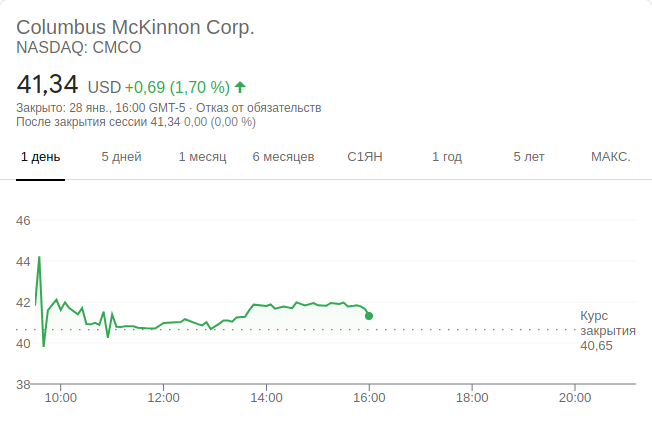 Columbus McKinnon Corp.
NASDAQ: CMCO
41,34 USD +0,69 (1,70 %)
Закрыто: 28 янв., 16:00 GMT-5 · Отказ от обязательств
После закрытия сессии 41,34 0,00 (0,00 %)
1 день 5 дней 1 месяц 6 месяцев С1ЯН 1 год 5 лет МАКС.
46
44
42
Курс
закрытия
40,65
40
38
10:00 12:00 14:00 16:00 18:00 20:00